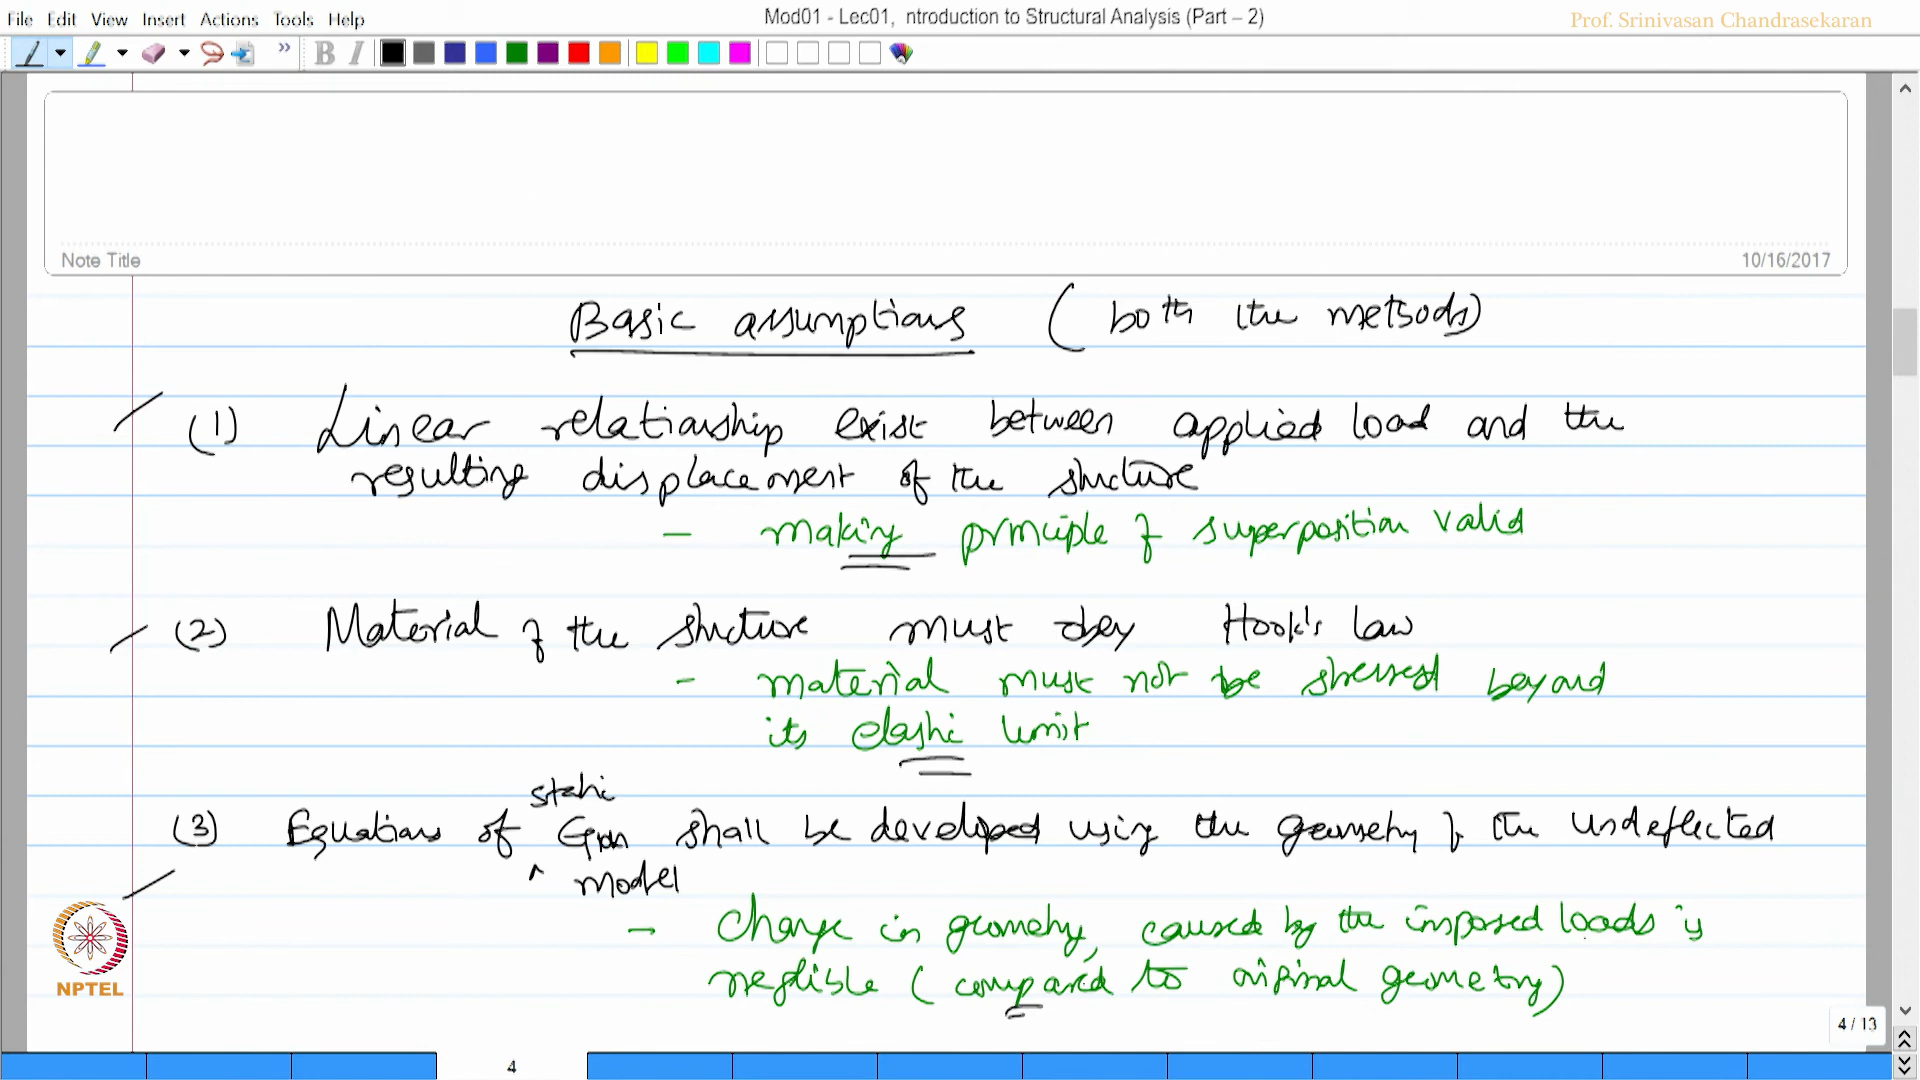 File Edit View Insert Actions Tools Help
Mod01 - Lec01, ntroduction to Structural Analysis (Part – 2)
Prof. Srinivasan Chandrasekaran
B I
Note Title
10/16/2017
Basic assumptions (both the methods)
(1) Linear relationship exist between applied load and the
resulting displacement of the structure
- making principle of superposition valid
(2) Material of the structure must obey Hook's law
- material must not be stressed beyond
its elastic limit
static
(3) Equations of Eqbm shall be developed using the geometry of the undeflected
^ model
- Change in geometry, caused by the imposed loads is
neglible (compared to original geometry)
NPTEL
4 / 13
4